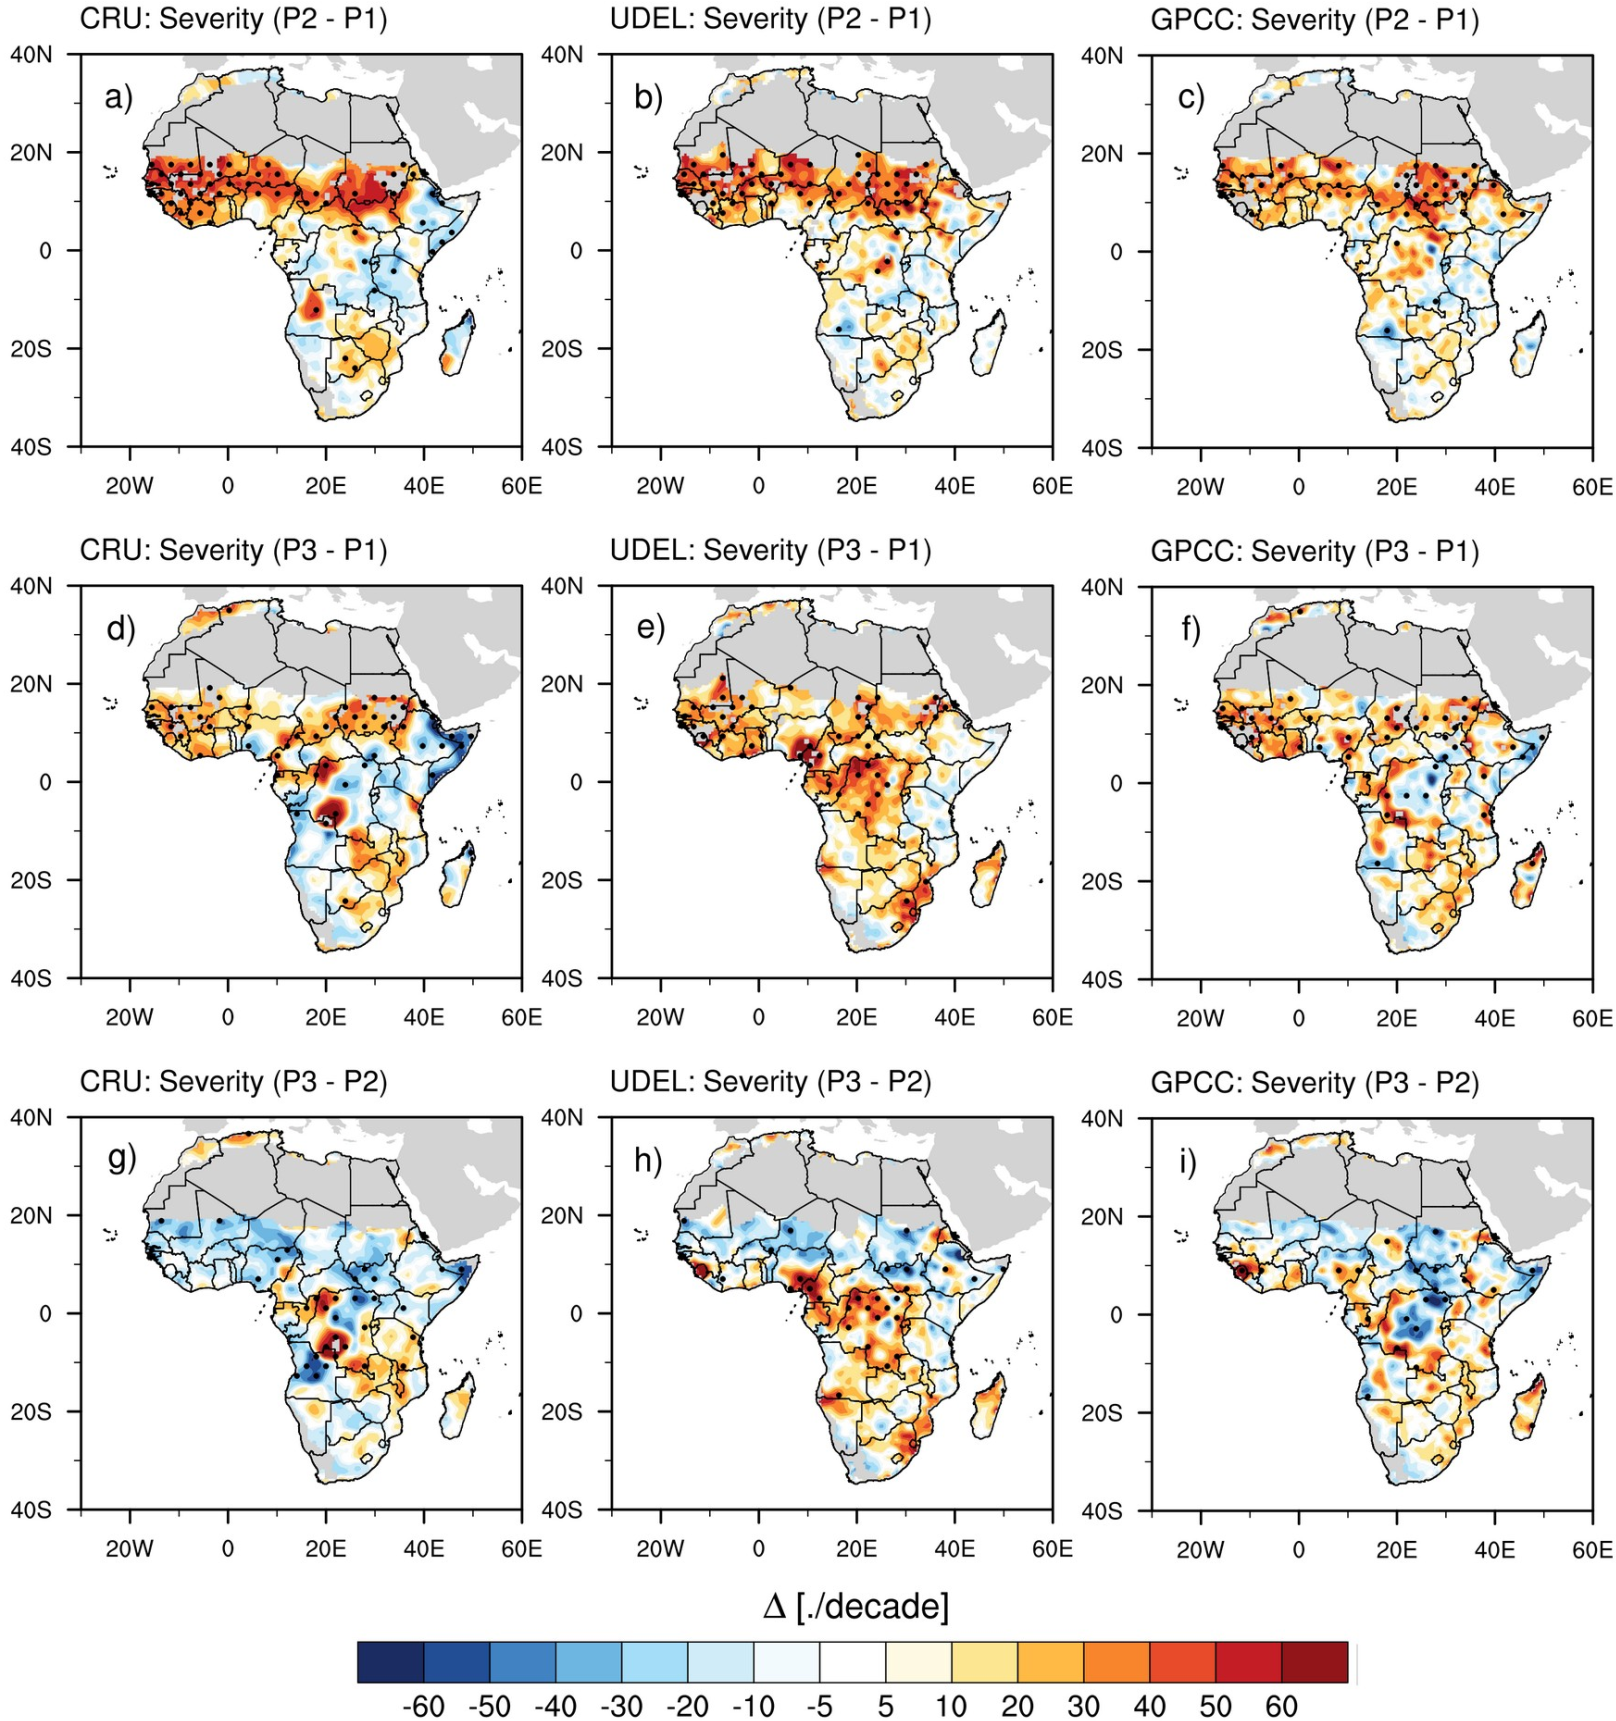 CRU: Severity (P2 - P1)
UDEL: Severity (P2 - P1)
GPCC: Severity (P2 - P1)
40N
20N
0
20S
40S
a)
20W 0 20E 40E 60E
40N
20N
0
20S
40S
b)
20W 0 20E 40E 60E
40N
20N
0
20S
40S
c)
20W 0 20E 40E 60E
CRU: Severity (P3 - P1)
UDEL: Severity (P3 - P1)
GPCC: Severity (P3 - P1)
40N
20N
0
20S
40S
d)
20W 0 20E 40E 60E
40N
20N
0
20S
40S
e)
20W 0 20E 40E 60E
40N
20N
0
20S
40S
f)
20W 0 20E 40E 60E
CRU: Severity (P3 - P2)
UDEL: Severity (P3 - P2)
GPCC: Severity (P3 - P2)
40N
20N
0
20S
40S
g)
20W 0 20E 40E 60E
40N
20N
0
20S
40S
h)
20W 0 20E 40E 60E
40N
20N
0
20S
40S
i)
20W 0 20E 40E 60E
Δ [./decade]
-60 -50 -40 -30 -20 -10 -5 5 10 20 30 40 50 60